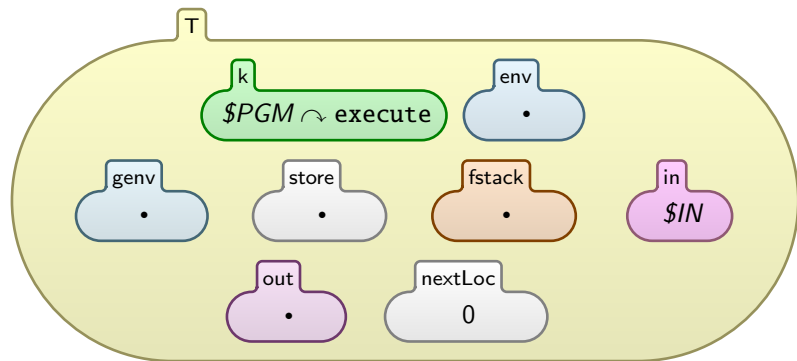 T
k env
$PGM ↷ execute •
genv store fstack in
• • • $IN
out nextLoc
• 0